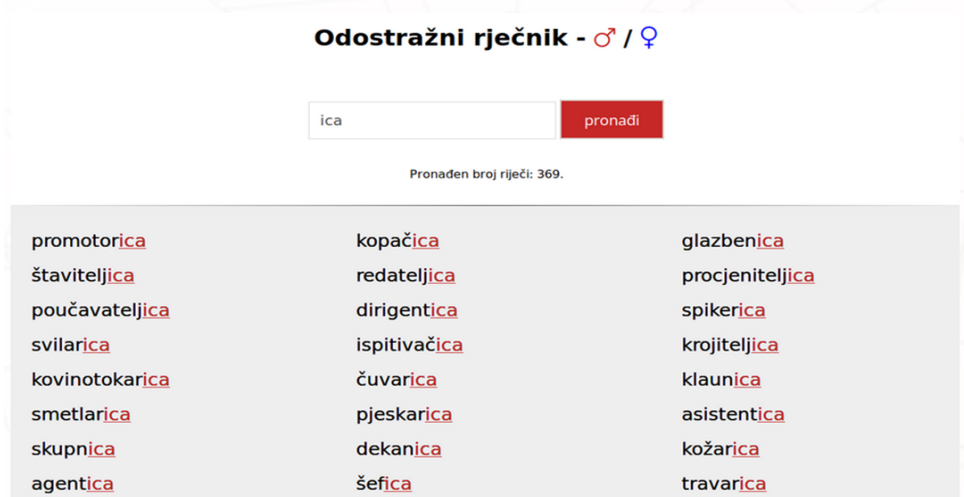 Odostražni rječnik - ♂ / ♀
ica
pronađi
Pronađen broj riječi: 369.
promotorica kopačica glazbenica
štaviteljica redateljica procjeniteljica
poučavateljica dirigentica spikerica
svilarica ispitivačica krojiteljica
kovinotokarica čuvarica klaunica
smetlarica pjeskarica asistentica
skupnica dekanica kožarica
agentica šefica travarica